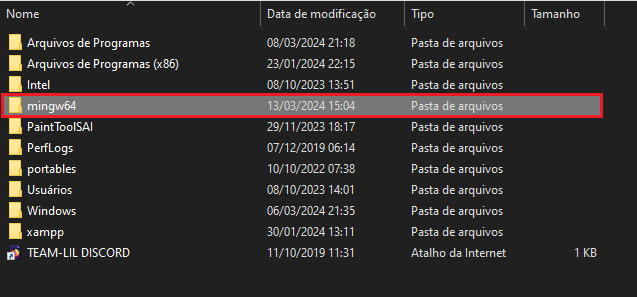 Nome Data de modificação Tipo Tamanho
Arquivos de Programas 08/03/2024 21:18 Pasta de arquivos
Arquivos de Programas (x86) 23/01/2024 22:15 Pasta de arquivos
Intel 08/10/2023 13:51 Pasta de arquivos
mingw64 13/03/2024 15:04 Pasta de arquivos
PaintToolSAI 29/11/2023 18:17 Pasta de arquivos
PerfLogs 07/12/2019 06:14 Pasta de arquivos
portables 10/10/2022 07:38 Pasta de arquivos
Usuários 08/10/2023 14:01 Pasta de arquivos
Windows 06/03/2024 21:35 Pasta de arquivos
xampp 30/01/2024 13:11 Pasta de arquivos
TEAM-LIL DISCORD 11/10/2019 11:31 Atalho da Internet 1 KB